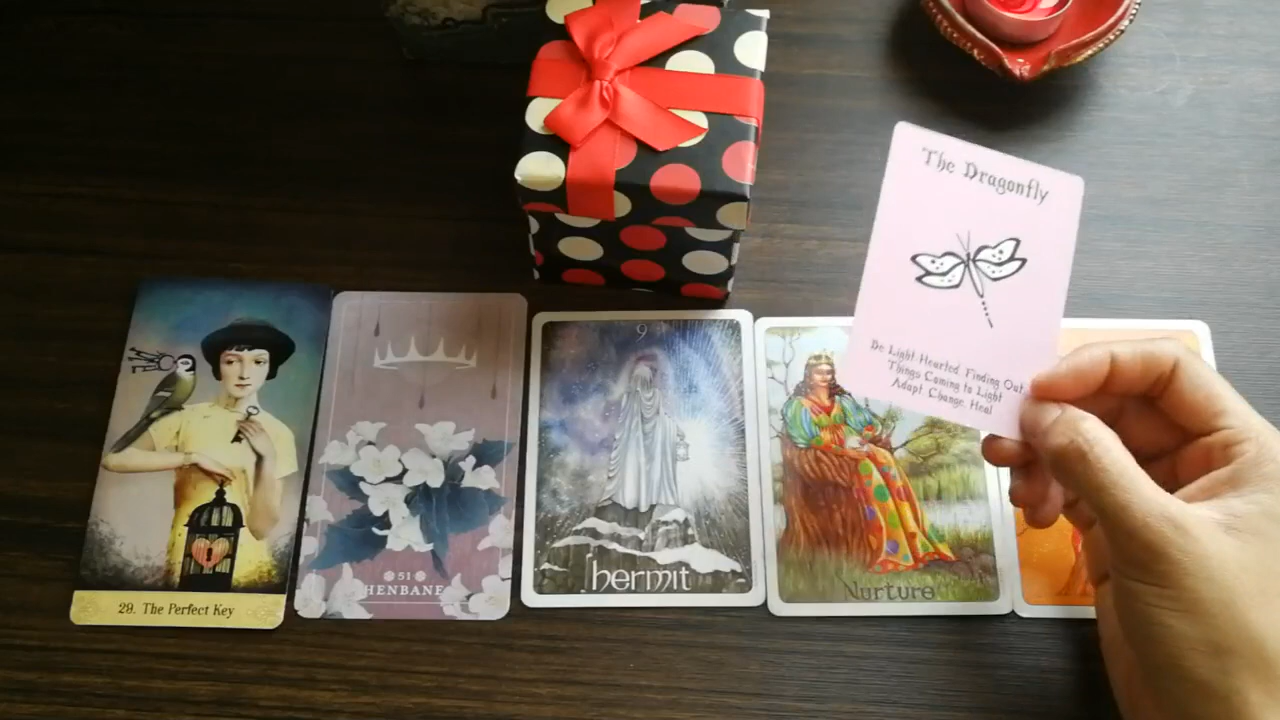 The Dragonfly
Be Light Hearted Finding Out
Things Coming to Light
Adapt Change Heal
29. The Perfect Key
51
HENBANE
9
hermit
Nurture